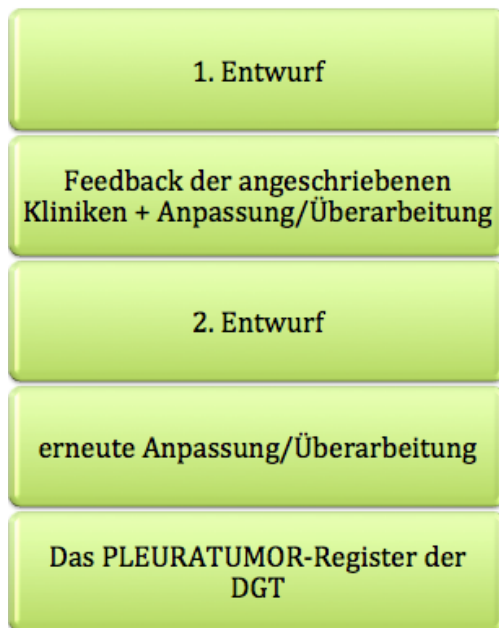 1. Entwurf
Feedback der angeschriebenen
Kliniken + Anpassung/Überarbeitung
2. Entwurf
erneute Anpassung/Überarbeitung
Das PLEURATUMOR-Register der
DGT